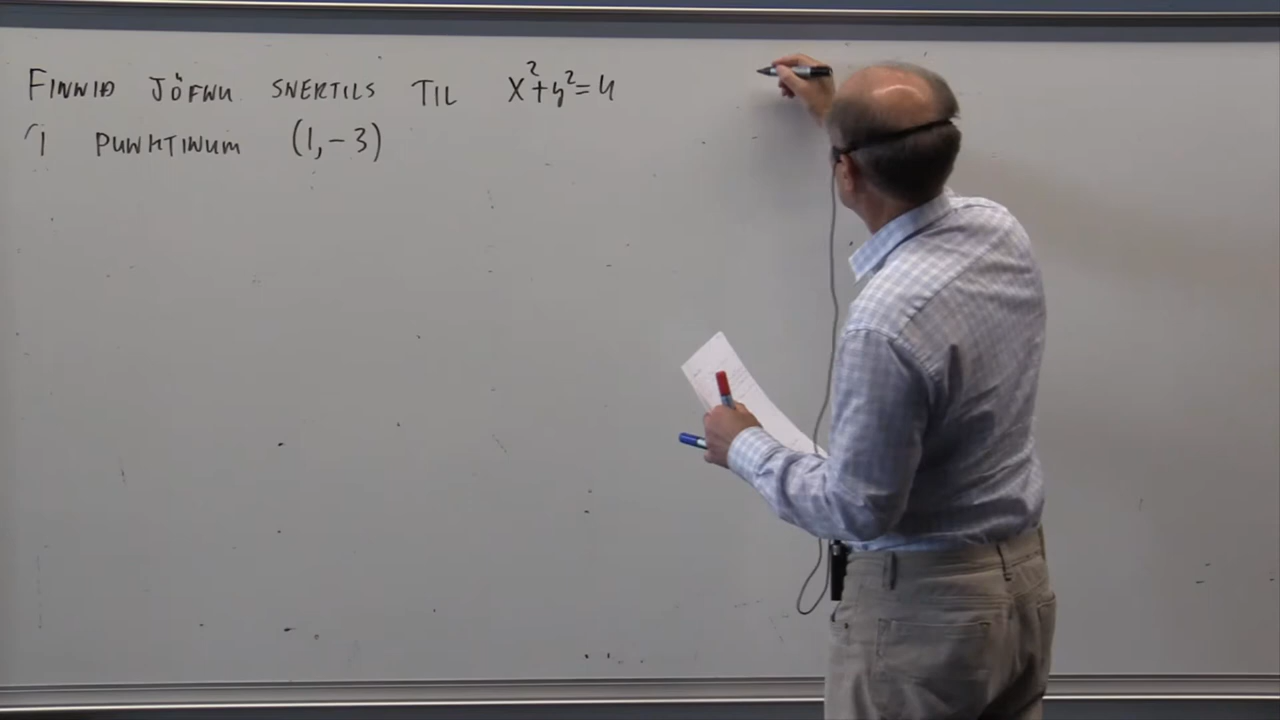 FINNIÐ JÖFNU SNERTILS TIL x²+y²=4
Í PUNKTINUM (1,-3)